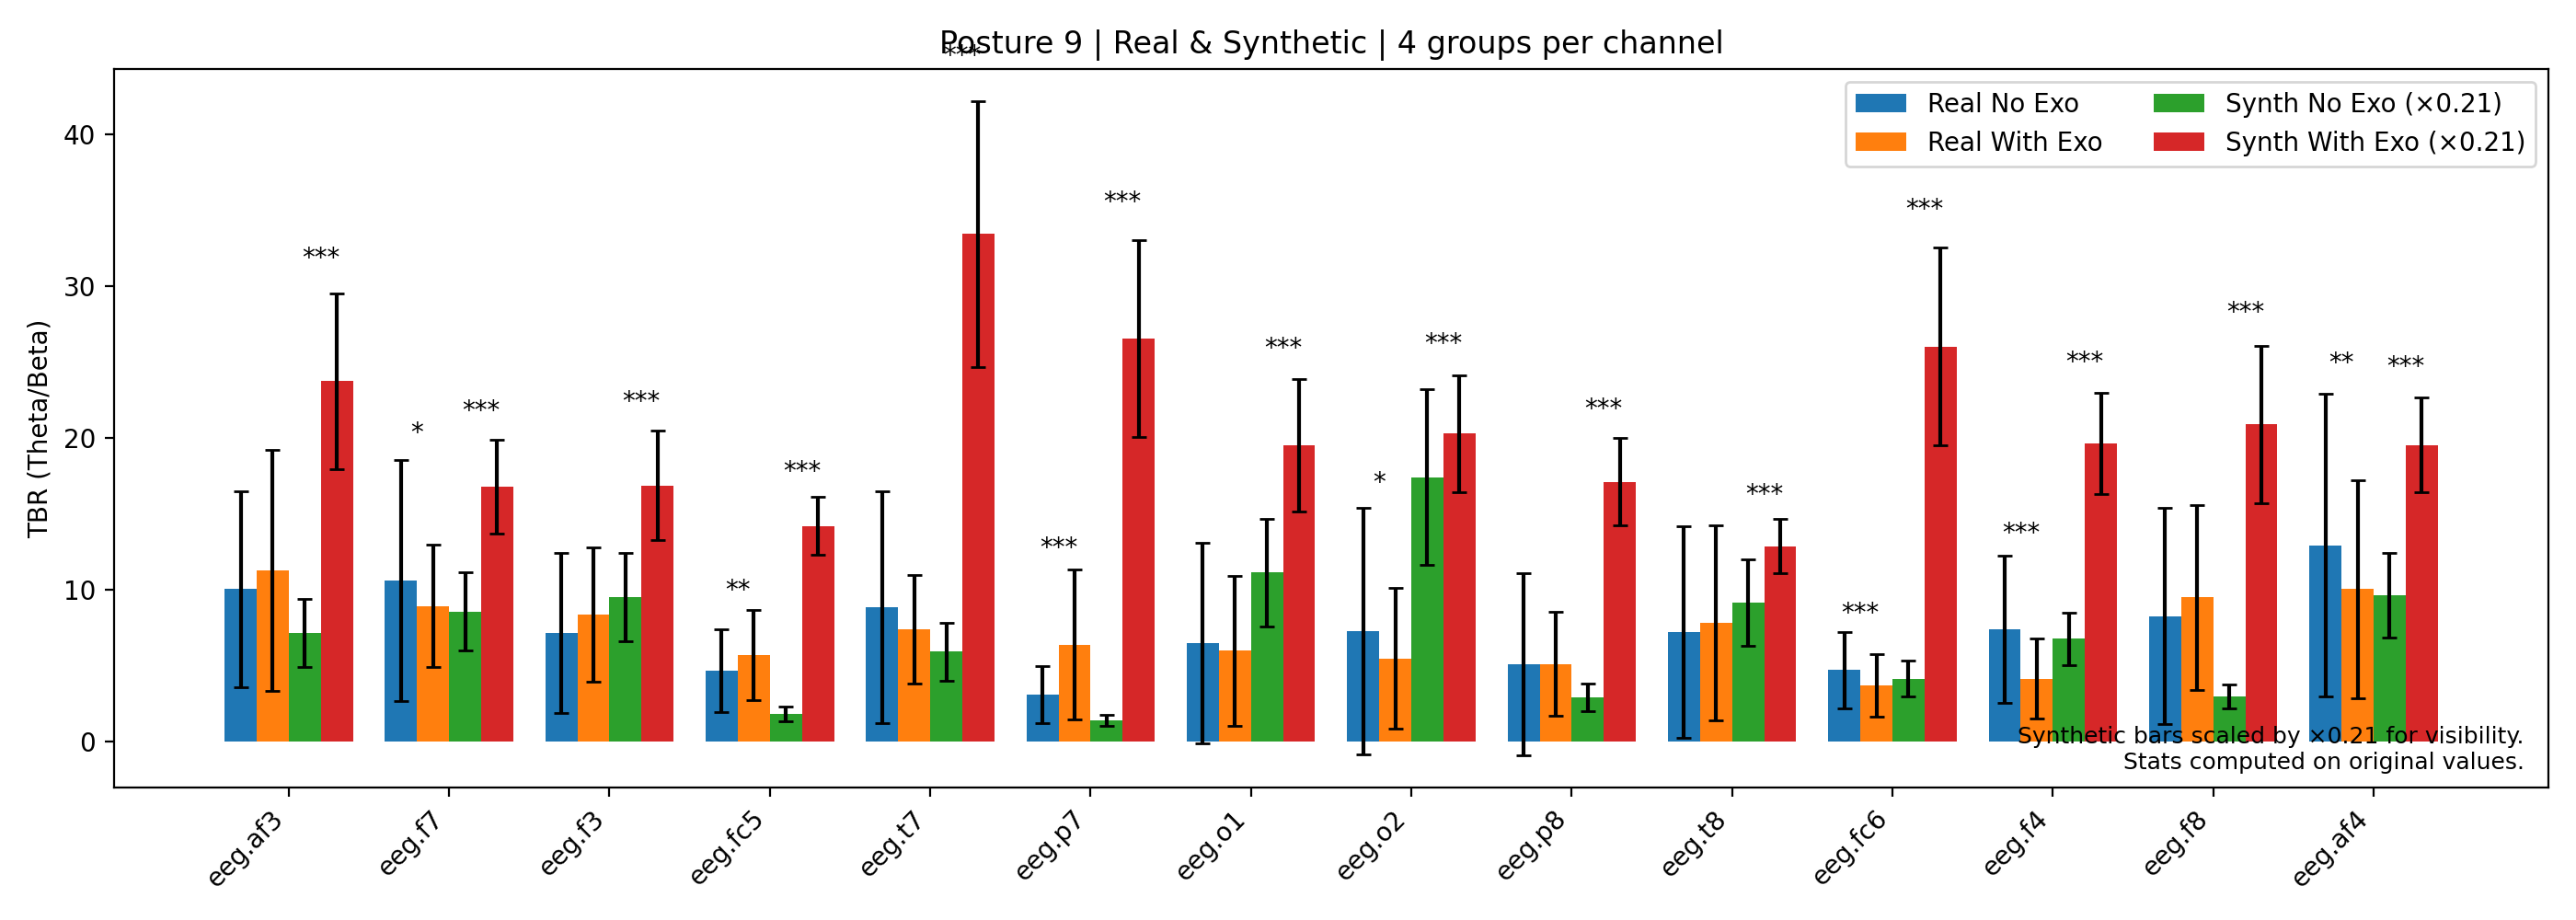 Posture 9 | Real & Synthetic | 4 groups per channel
***
Real No Exo
Real With Exo
Synth No Exo (×0.21)
Synth With Exo (×0.21)
TBR (Theta/Beta)
40
30
20
10
0
***
*
***
***
**
***
***
***
***
*
***
***
***
***
***
***
***
***
**
***
Synthetic bars scaled by ×0.21 for visibility.
Stats computed on original values.
eeg.af3
eeg.f7
eeg.f3
eeg.fc5
eeg.t7
eeg.p7
eeg.o1
eeg.o2
eeg.p8
eeg.t8
eeg.fc6
eeg.f4
eeg.f8
eeg.af4